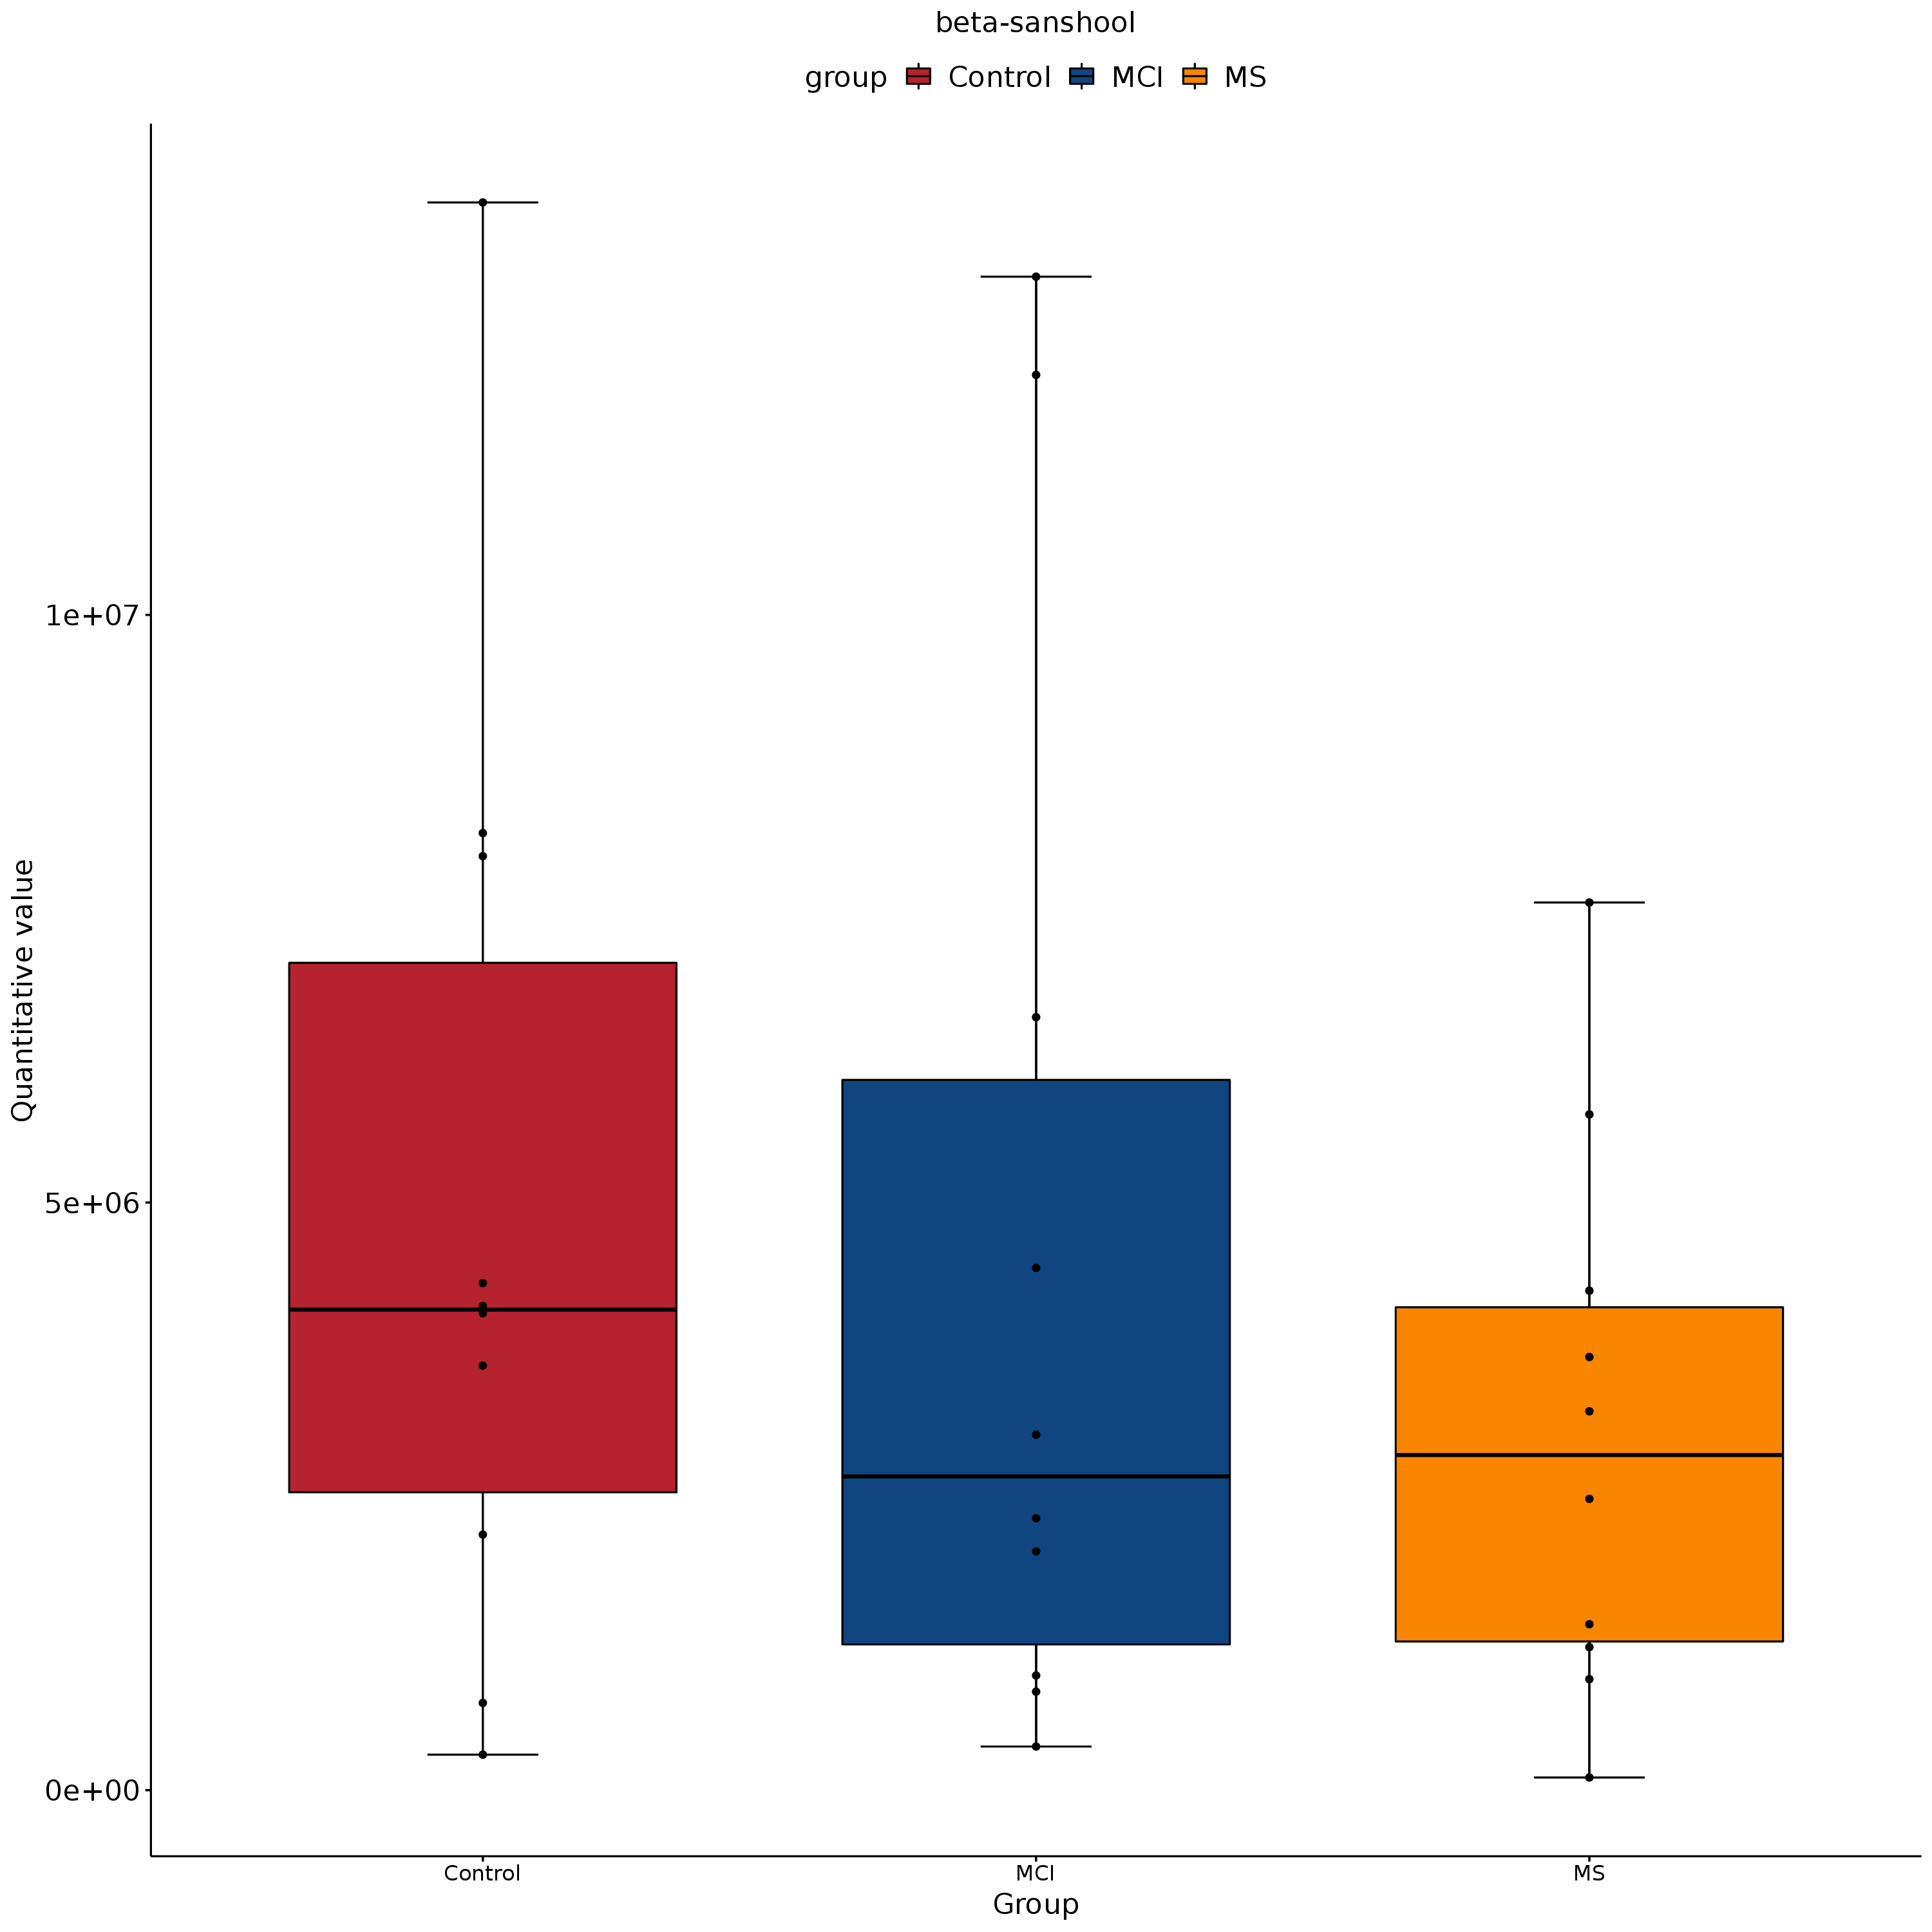 beta-sanshool
group Control MCI MS
Quantitative value
1e+07
5e+06
0e+00
Control MCI MS
Group